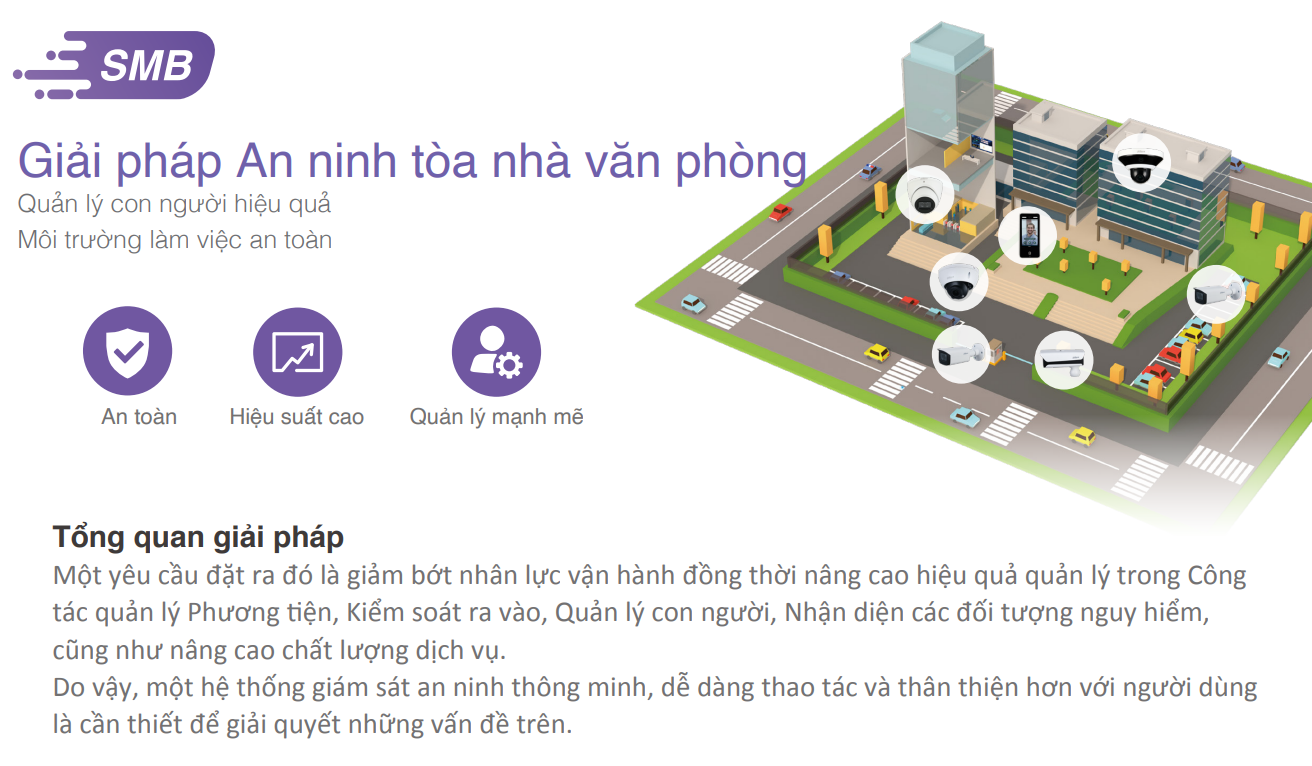 SMB
Giải pháp An ninh tòa nhà văn phòng
Quản lý con người hiệu quả
Môi trường làm việc an toàn
An toàn
Hiệu suất cao
Quản lý mạnh mẽ
Tổng quan giải pháp
Một yêu cầu đặt ra đó là giảm bớt nhân lực vận hành đồng thời nâng cao hiệu quả quản lý trong Công
tác quản lý Phương tiện, Kiểm soát ra vào, Quản lý con người, Nhận diện các đối tượng nguy hiểm,
cũng như nâng cao chất lượng dịch vụ.
Do vậy, một hệ thống giám sát an ninh thông minh, dễ dàng thao tác và thân thiện hơn với người dùng
là cần thiết để giải quyết những vấn đề trên.